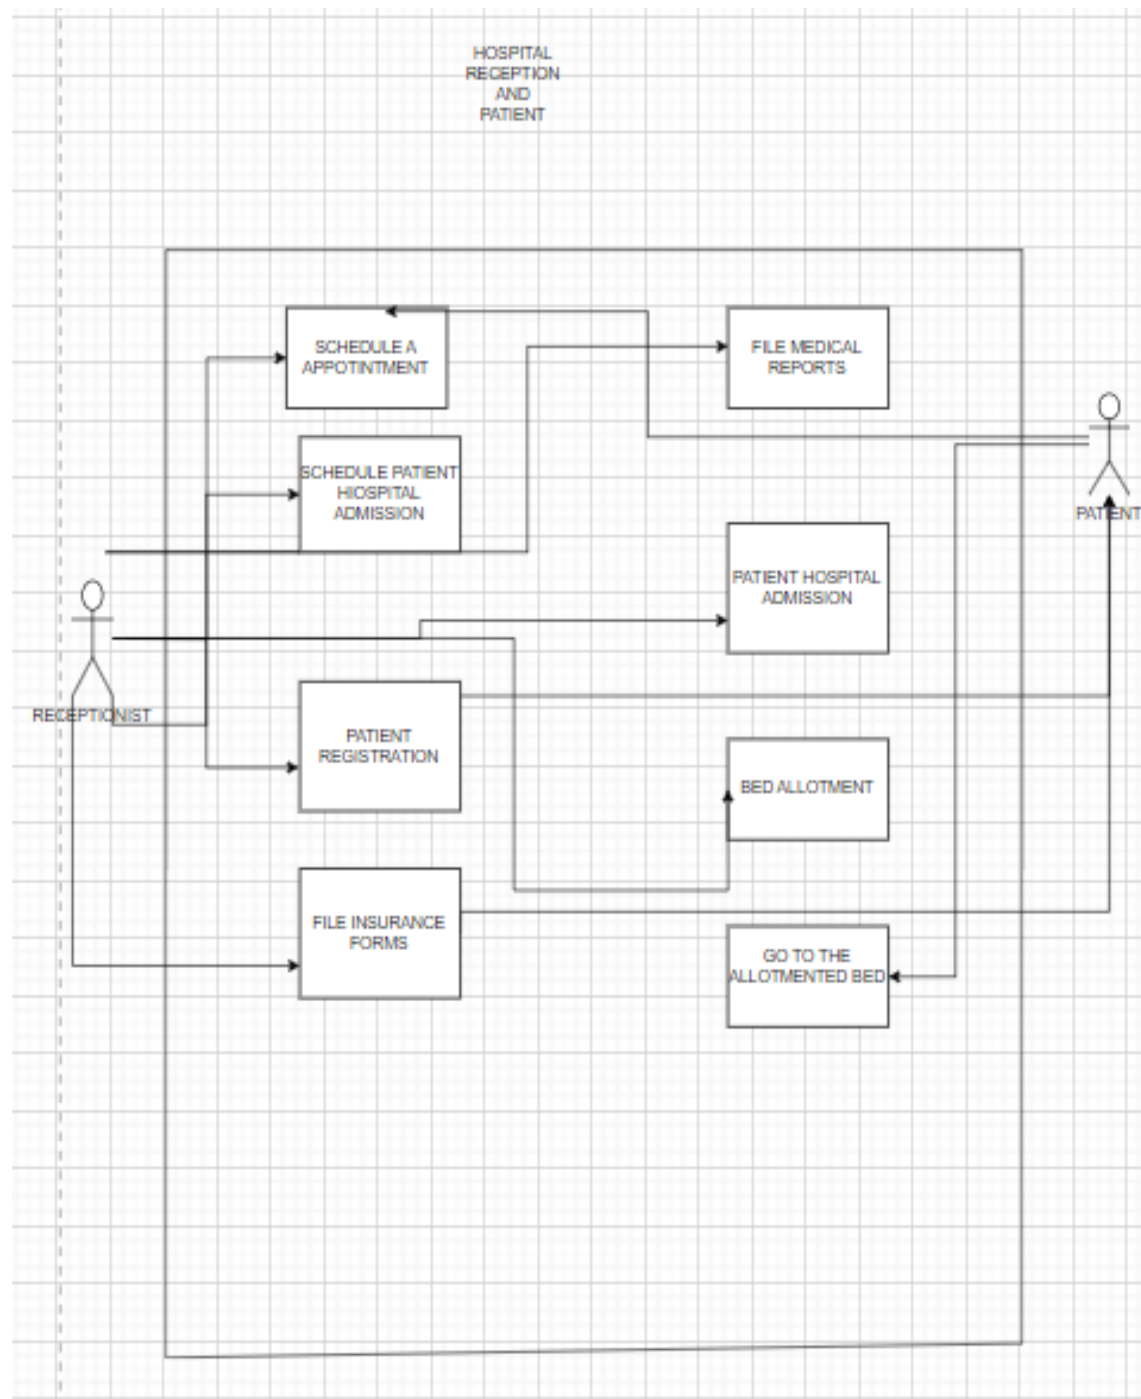 HOSPITAL
RECEPTION
AND
PATIENT
SCHEDULE A
APPOTINTMENT
FILE MEDICAL
REPORTS
SCHEDULE PATIENT
HIOSPITAL
ADMISSION
PATIENT
PATIENT HOSPITAL
ADMISSION
RECEPTIONIST
PATIENT
REGISTRATION
BED ALLOTMENT
FILE INSURANCE
FORMS
GO TO THE
ALLOTMENTED BED